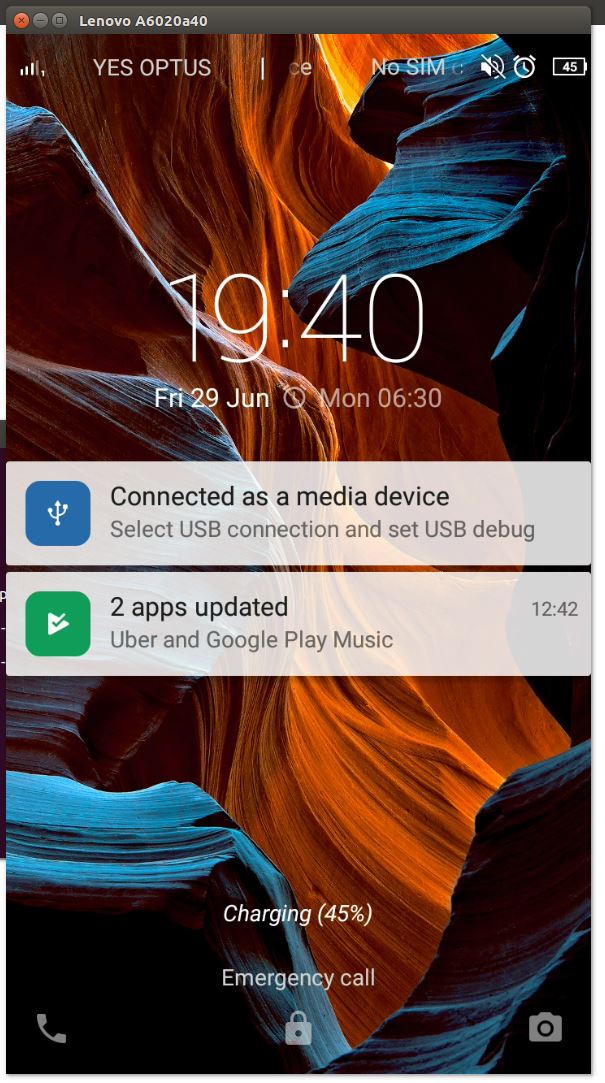 Lenovo A6020a40
YES OPTUS | ce No SIM 45
19:40
Fri 29 Jun Mon 06:30
Connected as a media device
Select USB connection and set USB debug
2 apps updated 12:42
Uber and Google Play Music
Charging (45%)
Emergency call